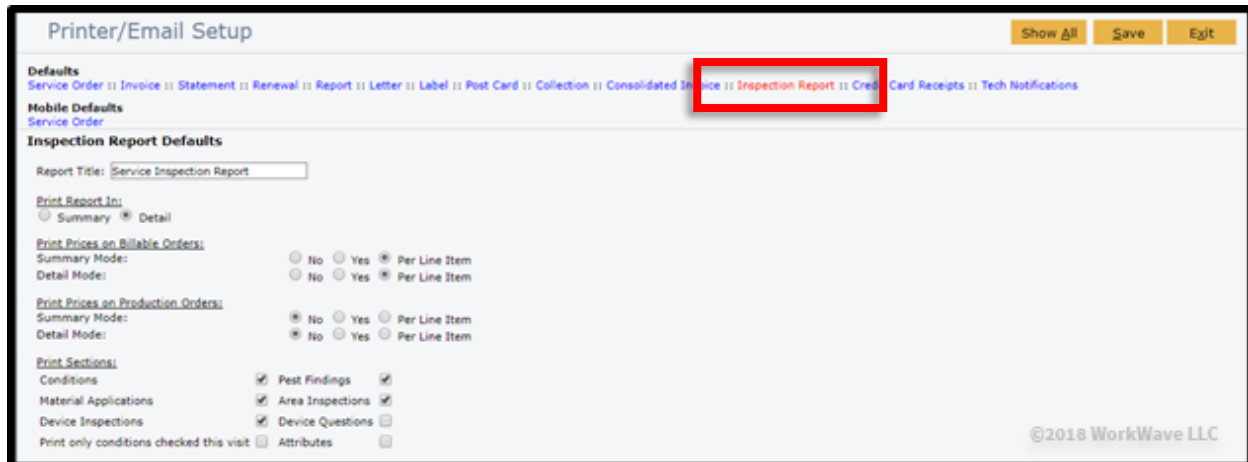 Printer/Email Setup
Show All Save Exit
Defaults
Service Order :: Invoice :: Statement :: Renewal :: Report :: Letter :: Label :: Post Card :: Collection :: Consolidated In ice :: Inspection Report :: Cred Card Receipts :: Tech Notifications
Mobile Defaults
Service Order
Inspection Report Defaults
Report Title: Service Inspection Report
Print Report In:
Summary Detail
Print Prices on Billable Orders:
Summary Mode: No Yes Per Line Item
Detail Mode: No Yes Per Line Item
Print Prices on Production Orders:
Summary Mode: No Yes Per Line Item
Detail Mode: No Yes Per Line Item
Print Sections:
Conditions Pest Findings
Material Applications Area Inspections
Device Inspections Device Questions
Print only conditions checked this visit Attributes
©2018 WorkWave LLC